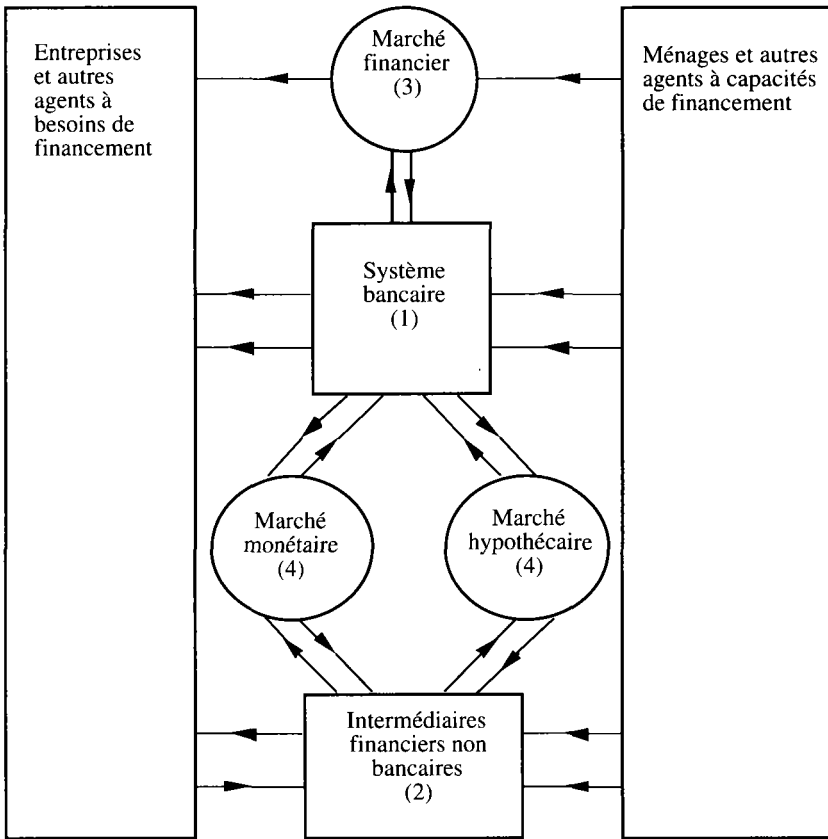 Entreprises
et autres
agents à
besoins de
financement
Marché
financier
(3)
Ménages et autres
agents à capacités
de financement
Système
bancaire
(1)
Marché
monétaire
(4)
Marché
hypothécaire
(4)
Intermédiaires
financiers non
bancaires
(2)